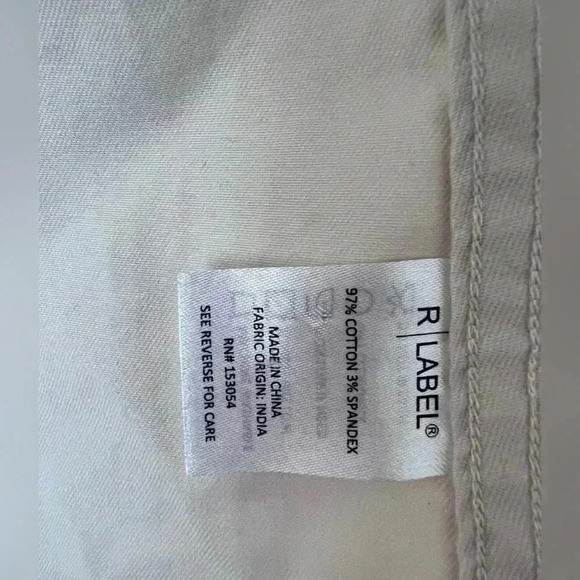 R|LABEL®
97% COTTON 3% SPANDEX
MADE IN CHINA
FABRIC ORIGIN: INDIA
RN# 153054
SEE REVERSE FOR CARE